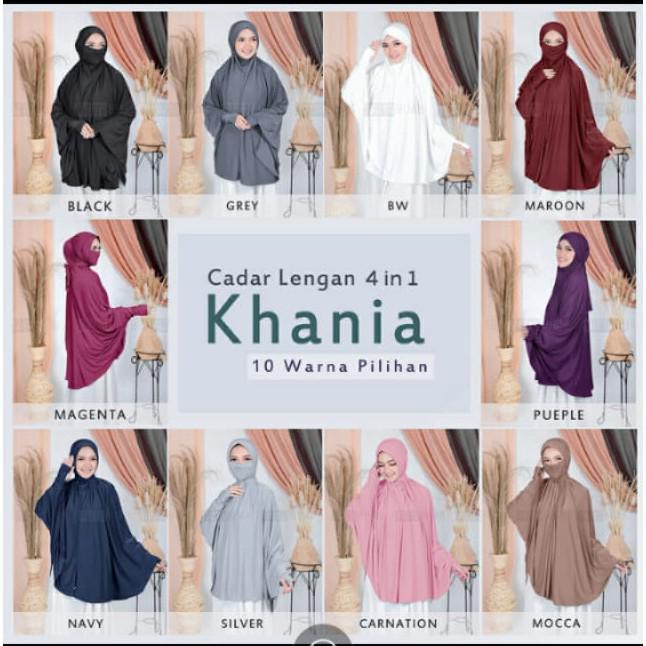 BLACK
GREY
BW
MAROON
MAGENTA
Cadar Lengan 4 in 1
Khania
10 Warna Pilihan
PUEPLE
NAVY
SILVER
CARNATION
MOCCA